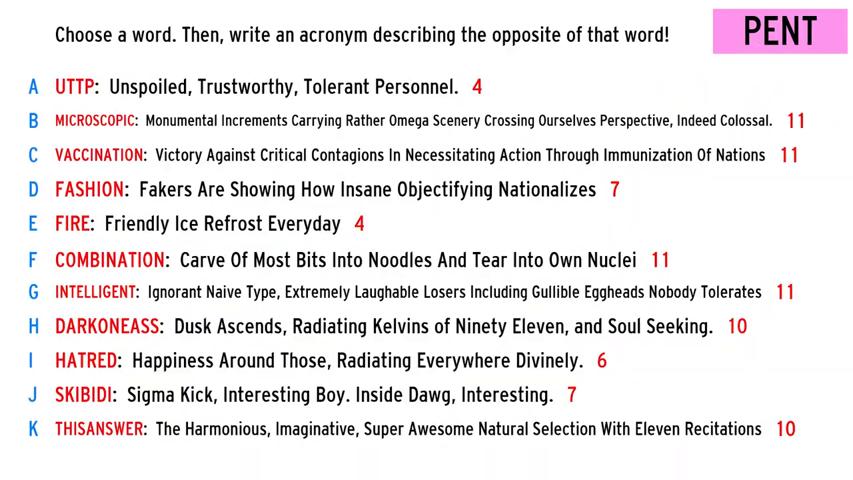 Choose a word. Then, write an acronym describing the opposite of that word!
PENT
A UTTP: Unspoiled, Trustworthy, Tolerant Personnel. 4
B MICROSCOPIC: Monumental Increments Carrying Rather Omega Scenery Crossing Ourselves Perspective, Indeed Colossal. 11
C VACCINATION: Victory Against Critical Contagions In Necessitating Action Through Immunization Of Nations 11
D FASHION: Fakers Are Showing How Insane Objectifying Nationalizes 7
E FIRE: Friendly Ice Refrost Everyday 4
F COMBINATION: Carve Of Most Bits Into Noodles And Tear Into Own Nuclei 11
G INTELLIGENT: Ignorant Naive Type, Extremely Laughable Losers Including Gullible Eggheads Nobody Tolerates 11
H DARKONEASS: Dusk Ascends, Radiating Kelvins of Ninety Eleven, and Soul Seeking. 10
I HATRED: Happiness Around Those, Radiating Everywhere Divinely. 6
J SKIBIDI: Sigma Kick, Interesting Boy. Inside Dawg, Interesting. 7
K THISANSWER: The Harmonious, Imaginative, Super Awesome Natural Selection With Eleven Recitations 10